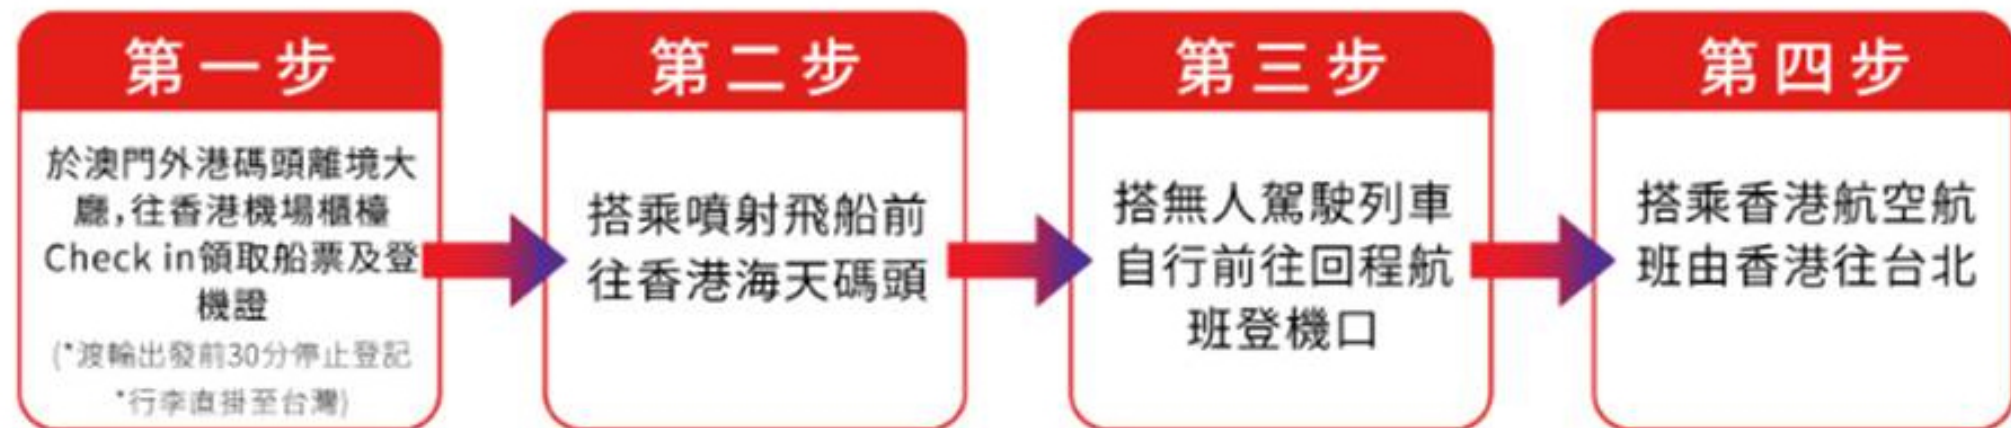 第一步
於澳門外港碼頭離境大
廳,往香港機場櫃檯
Check in領取船票及登
機證
(*渡輪出發前30分停止登記
*行李直掛至台灣)
第二步
搭乘噴射飛船前
往香港海天碼頭
第三步
搭無人駕駛列車
自行前往回程航
班登機口
第四步
搭乘香港航空航
班由香港往台北